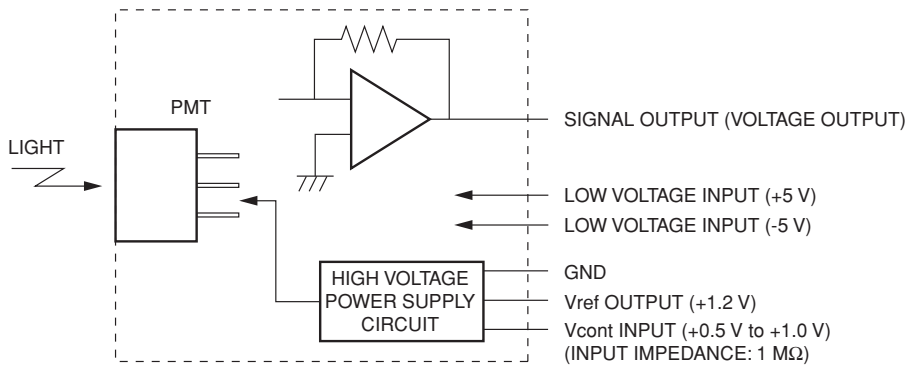 PMT
LIGHT
SIGNAL OUTPUT (VOLTAGE OUTPUT)
LOW VOLTAGE INPUT (+5 V)
LOW VOLTAGE INPUT (-5 V)
HIGH VOLTAGE
POWER SUPPLY
CIRCUIT
GND
Vref OUTPUT (+1.2 V)
Vcont INPUT (+0.5 V to +1.0 V)
(INPUT IMPEDANCE: 1 MΩ)